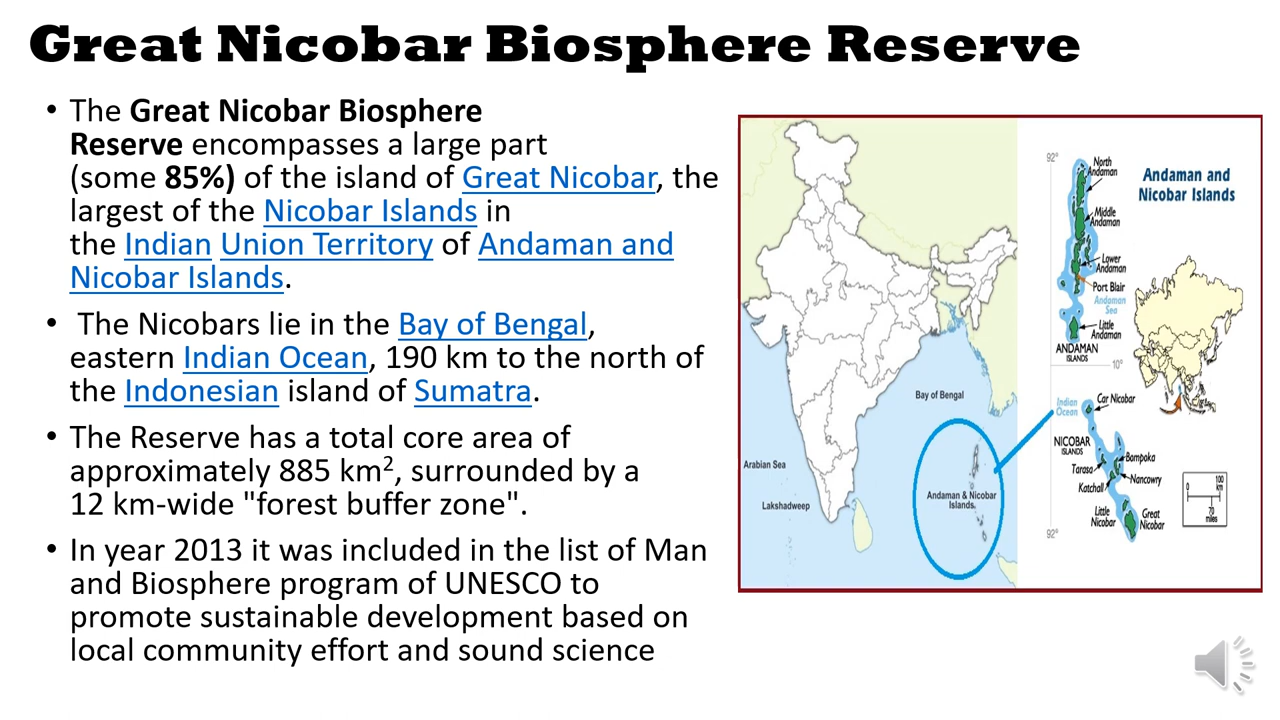 Great Nicobar Biosphere Reserve
• The Great Nicobar Biosphere
Reserve encompasses a large part
(some 85%) of the island of Great Nicobar, the
largest of the Nicobar Islands in
the Indian Union Territory of Andaman and
Nicobar Islands.
• The Nicobars lie in the Bay of Bengal,
eastern Indian Ocean, 190 km to the north of
the Indonesian island of Sumatra.
• The Reserve has a total core area of
approximately 885 km², surrounded by a
12 km-wide "forest buffer zone".
• In year 2013 it was included in the list of Man
and Biosphere program of UNESCO to
promote sustainable development based on
local community effort and sound science
Bay of Bengal
Arabian Sea
Lakshadweep
Andaman & Nicobar
Islands.
Andaman and
Nicobar Islands
92°
North
Andaman
Middle
Andaman
Lower
Andaman
Port Blair
Andaman
Sea
Little
Andaman
ANDAMAN
ISLANDS
10°
Indian
Ocean
Car Nicobar
NICOBAR
ISLANDS
Bampoka
Tarasa
Nancowry
Katchall
Little
Nicobar
Great
Nicobar
92°
0
100
km
70
miles